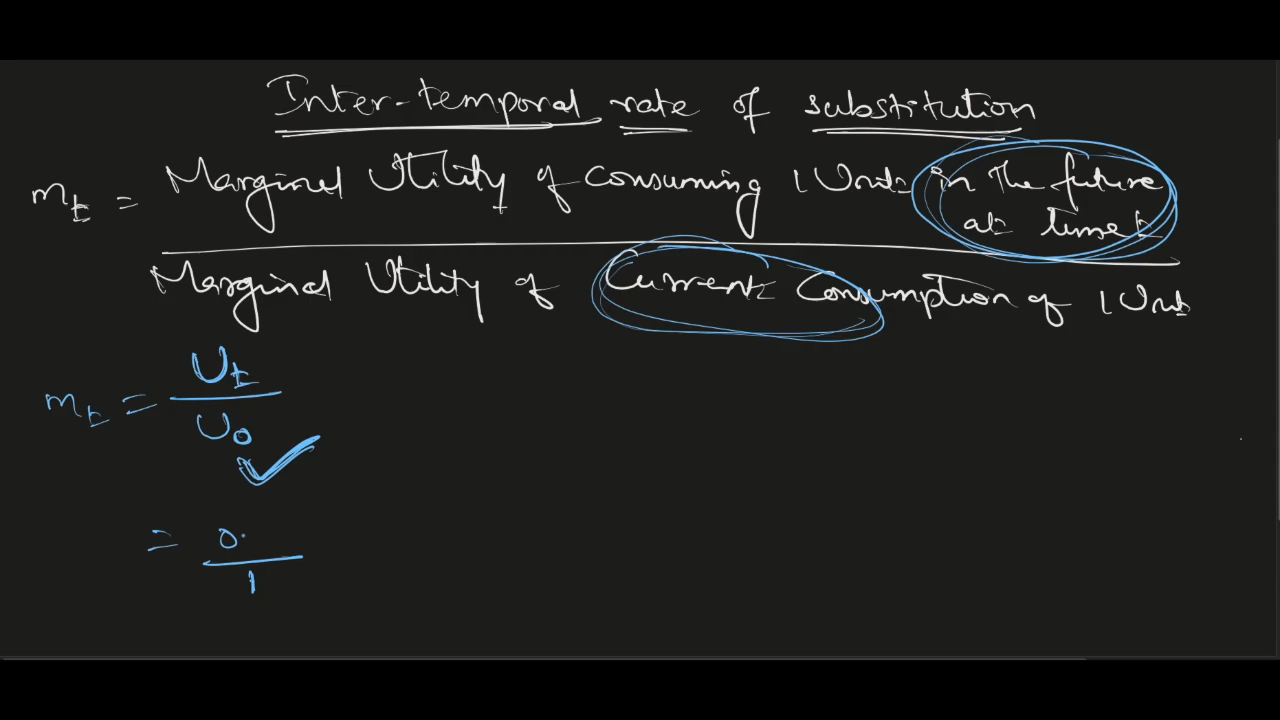 Inter-temporal rate of substitution
mt = Marginal Utility of consuming 1 Unit in the future
at time t
Marginal Utility of Current Consumption of 1 Unit
mt = Ut
U0
= 0.
1